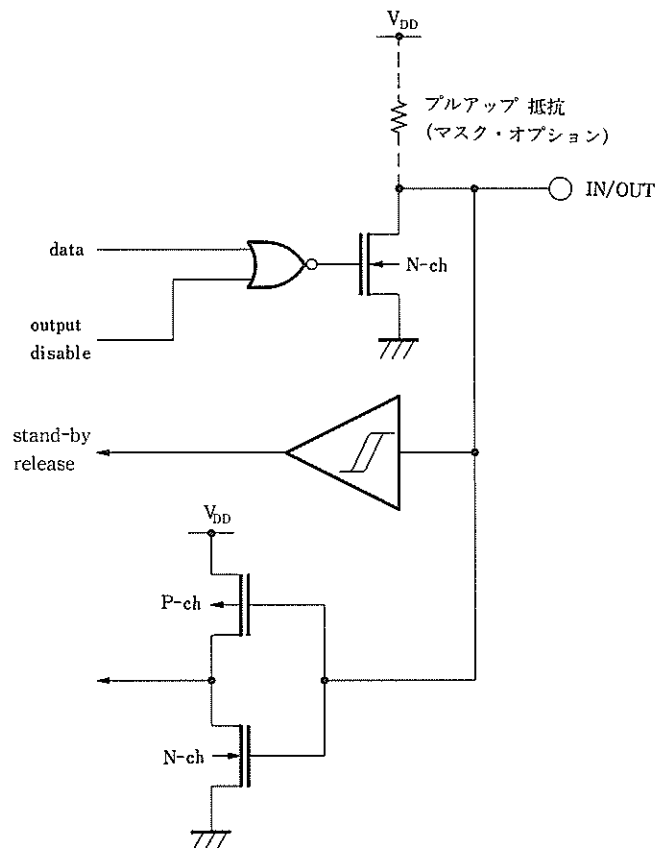 VDD
プルアップ 抵抗
(マスク・オプション)
IN/OUT
data
N-ch
output
disable
stand-by
release
VDD
P-ch
N-ch